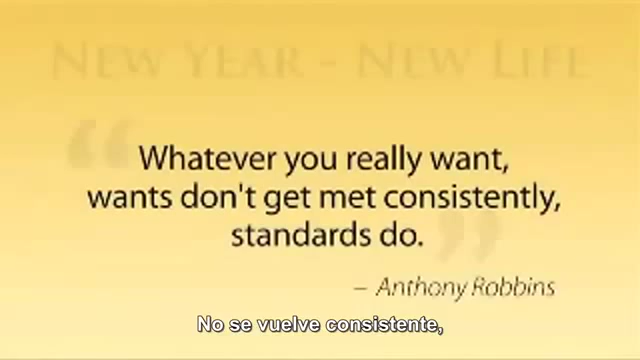 NEW YEAR - NEW LIFE
“
Whatever you really want,
wants don't get met consistently,
standards do.
”
– Anthony Robbins
No se vuelve consistente,